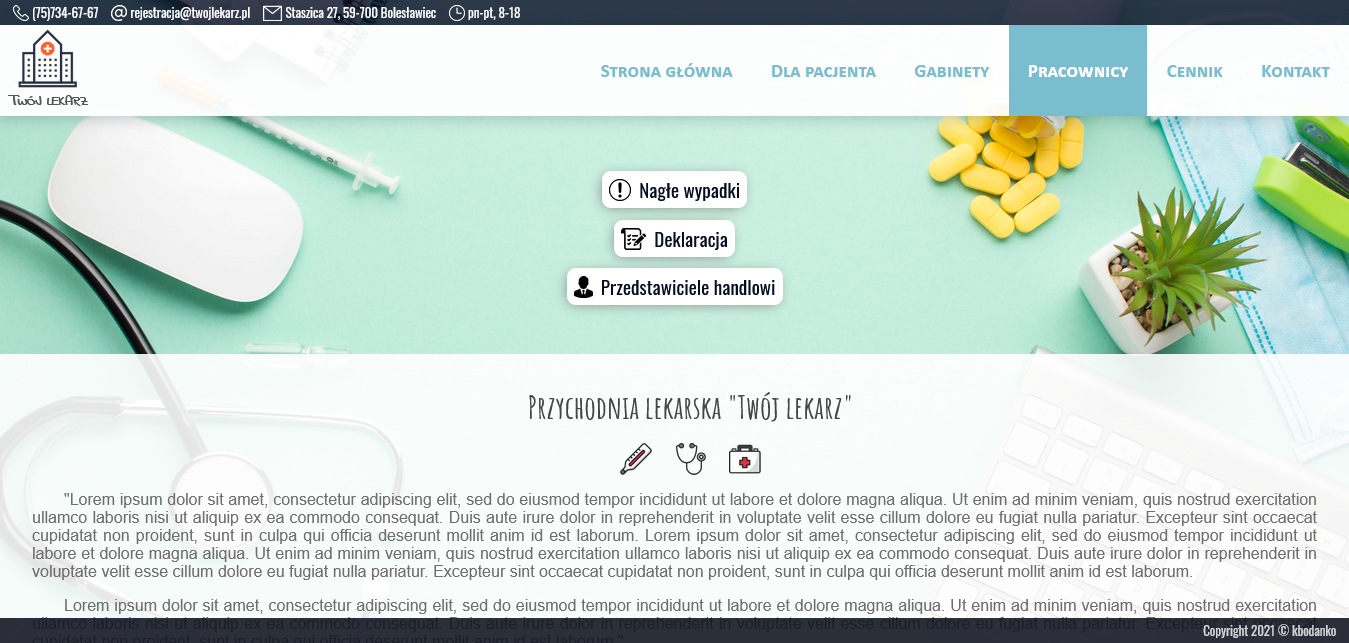 (75)734-67-67 rejestracja@twojlekarz.pl Staszica 27, 59-700 Bolesławiec pn-pt, 8-18
Twój lekarz
Strona główna Dla pacjenta Gabinety Pracownicy Cennik Kontakt
Nagłe wypadki
Deklaracja
Przedstawiciele handlowi
Przychodnia lekarska "Twój lekarz"
"Lorem ipsum dolor sit amet, consectetur adipiscing elit, sed do eiusmod tempor incididunt ut labore et dolore magna aliqua. Ut enim ad minim veniam, quis nostrud exercitation
ullamco laboris nisi ut aliquip ex ea commodo consequat. Duis aute irure dolor in reprehenderit in voluptate velit esse cillum dolore eu fugiat nulla pariatur. Excepteur sint occaecat
cupidatat non proident, sunt in culpa qui officia deserunt mollit anim id est laborum. Lorem ipsum dolor sit amet, consectetur adipiscing elit, sed do eiusmod tempor incididunt ut
labore et dolore magna aliqua. Ut enim ad minim veniam, quis nostrud exercitation ullamco laboris nisi ut aliquip ex ea commodo consequat. Duis aute irure dolor in reprehenderit in
voluptate velit esse cillum dolore eu fugiat nulla pariatur. Excepteur sint occaecat cupidatat non proident, sunt in culpa qui officia deserunt mollit anim id est laborum.
Lorem ipsum dolor sit amet, consectetur adipiscing elit, sed do eiusmod tempor incididunt ut labore et dolore magna aliqua. Ut enim ad minim veniam, quis nostrud exercitation
ullamco laboris nisi ut aliquip ex ea commodo consequat. Duis aute irure dolor in reprehenderit in voluptate velit esse cillum dolore eu fugiat nulla pariatur. Excepteur sint occaecat
cupidatat non proident, sunt in culpa qui officia deserunt mollit anim id est laborum."
Copyright 2021 © kbodanko